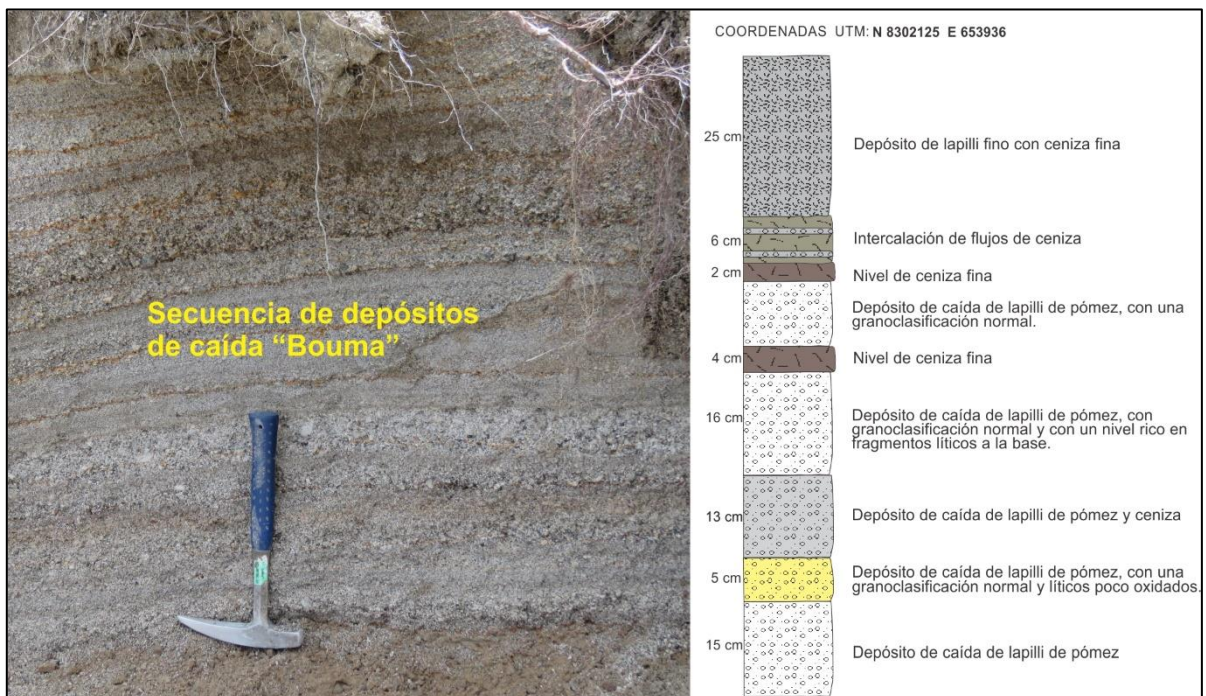 Secuencia de depósitos
de caída “Bouma”
COORDENADAS UTM: N 8302125 E 653936
25 cm
Depósito de lapilli fino con ceniza fina
6 cm
Intercalación de flujos de ceniza
2 cm
Nivel de ceniza fina
Depósito de caída de lapilli de pómez, con una
granoclasificación normal.
4 cm
Nivel de ceniza fina
16 cm
Depósito de caída de lapilli de pómez, con
granoclasificación normal y con un nivel rico en
fragmentos líticos a la base.
13 cm
Depósito de caída de lapilli de pómez y ceniza
5 cm
Depósito de caída de lapilli de pómez, con una
granoclasificación normal y líticos poco oxidados.
15 cm
Depósito de caída de lapilli de pómez